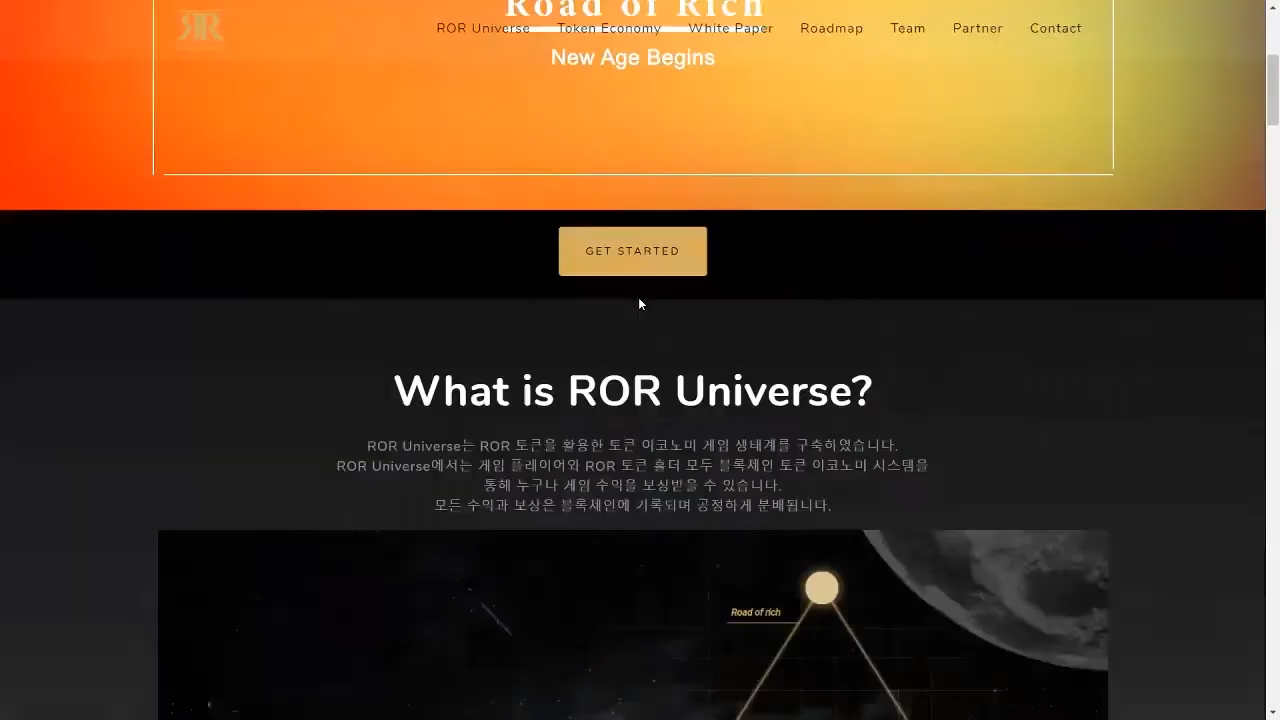 Road of Rich
ROR Universe Token Economy White Paper Roadmap Team Partner Contact
New Age Begins
GET STARTED
What is ROR Universe?
ROR Universe는 ROR 토큰을 활용한 토큰 이코노미 게임 생태계를 구축하였습니다.
ROR Universe에서는 게임 플레이어와 ROR 토큰 홀더 모두 블록체인 토큰 이코노미 시스템을
통해 누구나 게임 수익을 보상받을 수 있습니다.
모든 수익과 보상은 블록체인에 기록되며 공정하게 분배됩니다.
Road of rich